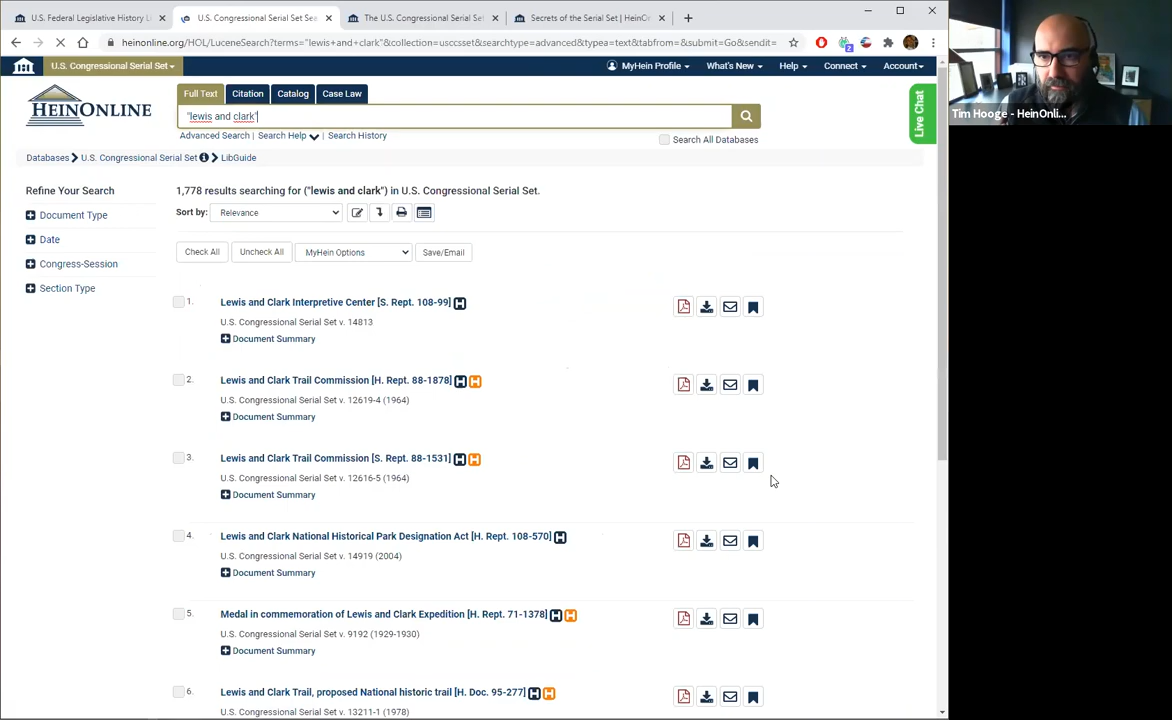 U.S. Federal Legislative History Li
U.S. Congressional Serial Set Sea
The U.S. Congressional Serial Set
Secrets of the Serial Set | HeinOn
heinonline.org/HOL/LuceneSearch?terms="lewis+and+clark"&collection=usccsset&searchtype=advanced&typea=text&tabfrom=&submit=Go&sendit=
2
U.S. Congressional Serial Set
MyHein Profile
What's New
Help
Connect
Account
HEINONLINE
Full Text
Citation
Catalog
Case Law
"lewis and clark"
Advanced Search | Search Help
Search History
Search All Databases
Live Chat
Tim Hooge - HeinOnli...
Databases
U.S. Congressional Serial Set
LibGuide
Refine Your Search
Document Type
Date
Congress-Session
Section Type
1,778 results searching for ("lewis and clark") in U.S. Congressional Serial Set.
Sort by: Relevance
Check All
Uncheck All
MyHein Options
Save/Email
1. Lewis and Clark Interpretive Center [S. Rept. 108-99] H
U.S. Congressional Serial Set v. 14813
Document Summary
2. Lewis and Clark Trail Commission [H. Rept. 88-1878] H H
U.S. Congressional Serial Set v. 12619-4 (1964)
Document Summary
3. Lewis and Clark Trail Commission [S. Rept. 88-1531] H H
U.S. Congressional Serial Set v. 12616-5 (1964)
Document Summary
4. Lewis and Clark National Historical Park Designation Act [H. Rept. 108-570] H
U.S. Congressional Serial Set v. 14919 (2004)
Document Summary
5. Medal in commemoration of Lewis and Clark Expedition [H. Rept. 71-1378] H H
U.S. Congressional Serial Set v. 9192 (1929-1930)
Document Summary
6. Lewis and Clark Trail, proposed National historic trail [H. Doc. 95-277] H H
U.S. Congressional Serial Set v. 13211-1 (1978)